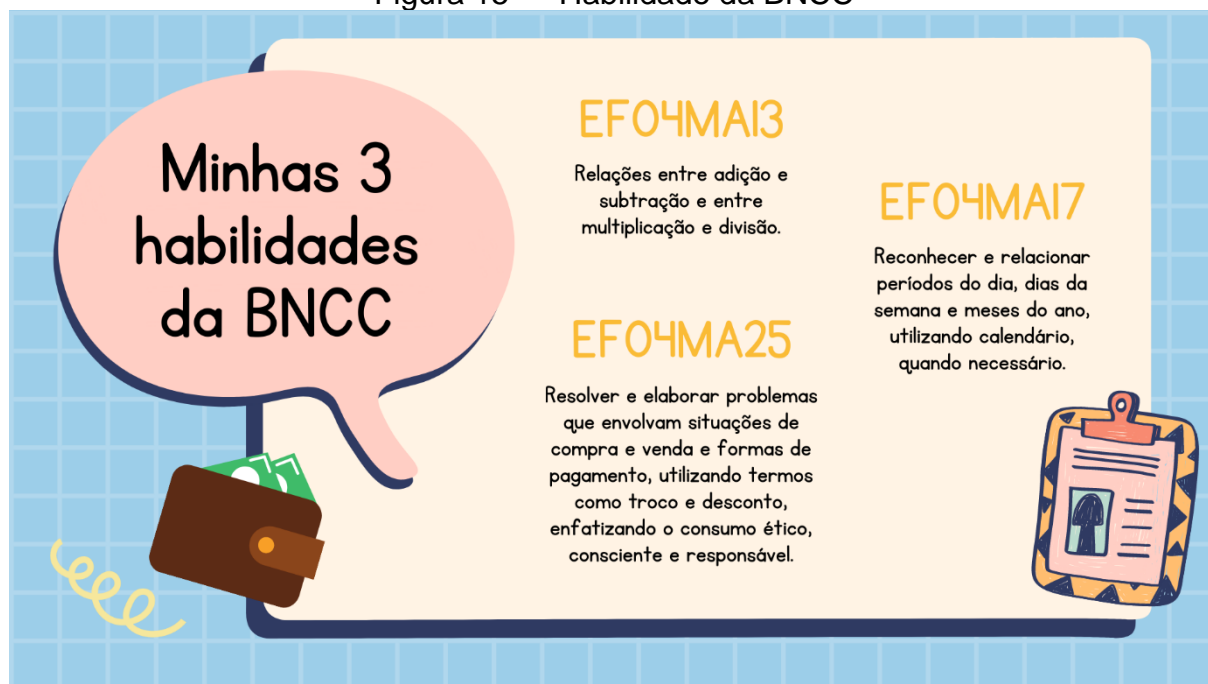 Minhas 3
habilidades
da BNCC
EF04MA13
Relações entre adição e
subtração e entre
multiplicação e divisão.
EF04MA25
Resolver e elaborar problemas
que envolvam situações de
compra e venda e formas de
pagamento, utilizando termos
como troco e desconto,
enfatizando o consumo ético,
consciente e responsável.
EF04MA17
Reconhecer e relacionar
períodos do dia, dias da
semana e meses do ano,
utilizando calendário,
quando necessário.